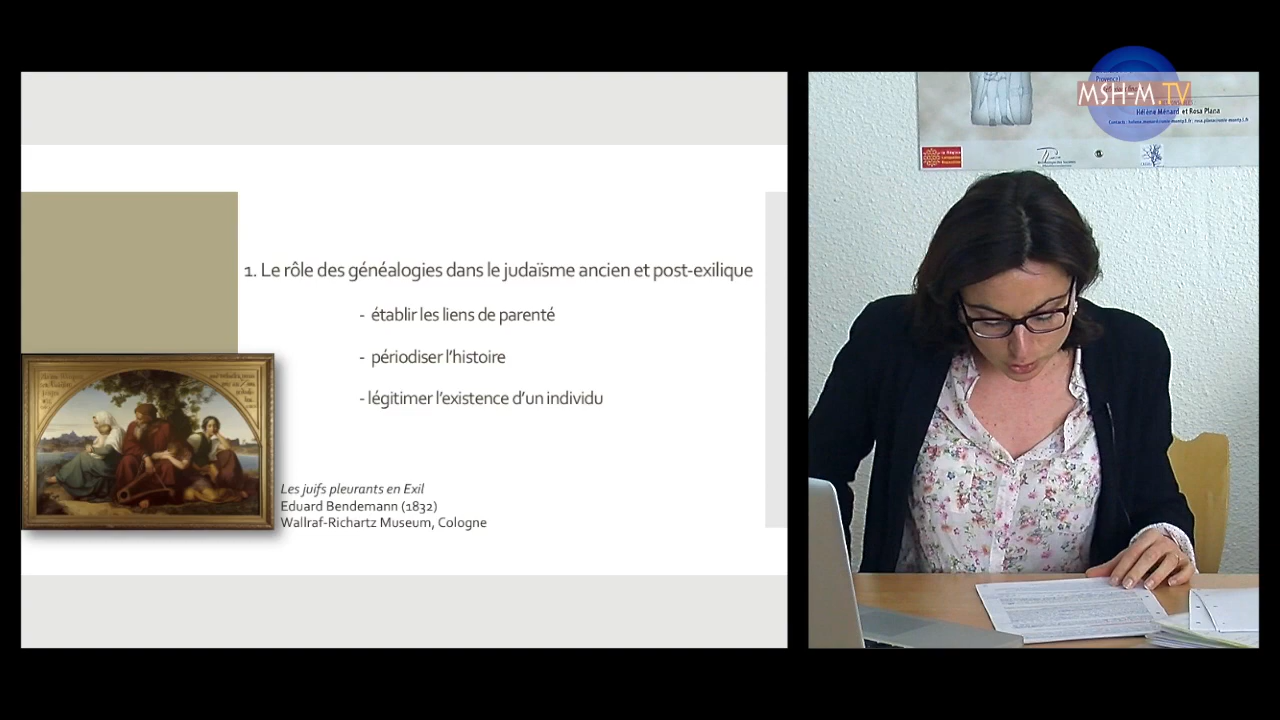 1. Le rôle des généalogies dans le judaïsme ancien et post-exilique
- établir les liens de parenté
- périodiser l'histoire
- légitimer l'existence d'un individu
Les juifs pleurants en Exil
Eduard Bendemann (1832)
Wallraf-Richartz Museum, Cologne
MSH-M.TV
Hélène Ménard et Rosa Plana